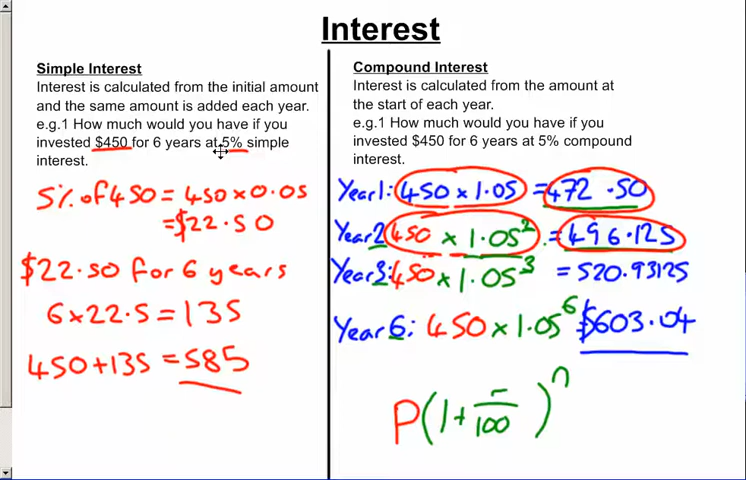 Interest
Simple Interest
Interest is calculated from the initial amount
and the same amount is added each year.
e.g.1 How much would you have if you
invested $450 for 6 years at 5% simple
interest.
5% of 450 = 450 x 0.05
= $22.50
$22.50 for 6 years
6 x 22.5 = 135
450 + 135 = 585
Compound Interest
Interest is calculated from the amount at
the start of each year.
e.g.1 How much would you have if you
invested $450 for 6 years at 5% compound
interest.
Year 1: 450 x 1.05 = 472.50
Year 2 450 x 1.05² = 496.125
Year 3: 450 x 1.05³ = 520.93125
Year 6: 450 x 1.05⁶ $603.04
P(1 + r/100)ⁿ